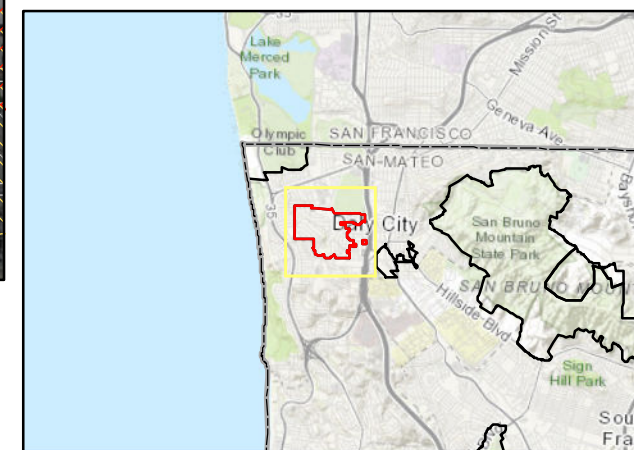 35
Lake
Merced
Park
Mission St
Geneva Ave
Olympic
Club
SAN FRANCISCO
SAN-MATEO
Baysh
35
Daly City
San Bruno
Mountain
State Park
SAN BRUNO MOU
Hillside-Blvd
Sign
Hill Park
Sou
Fra